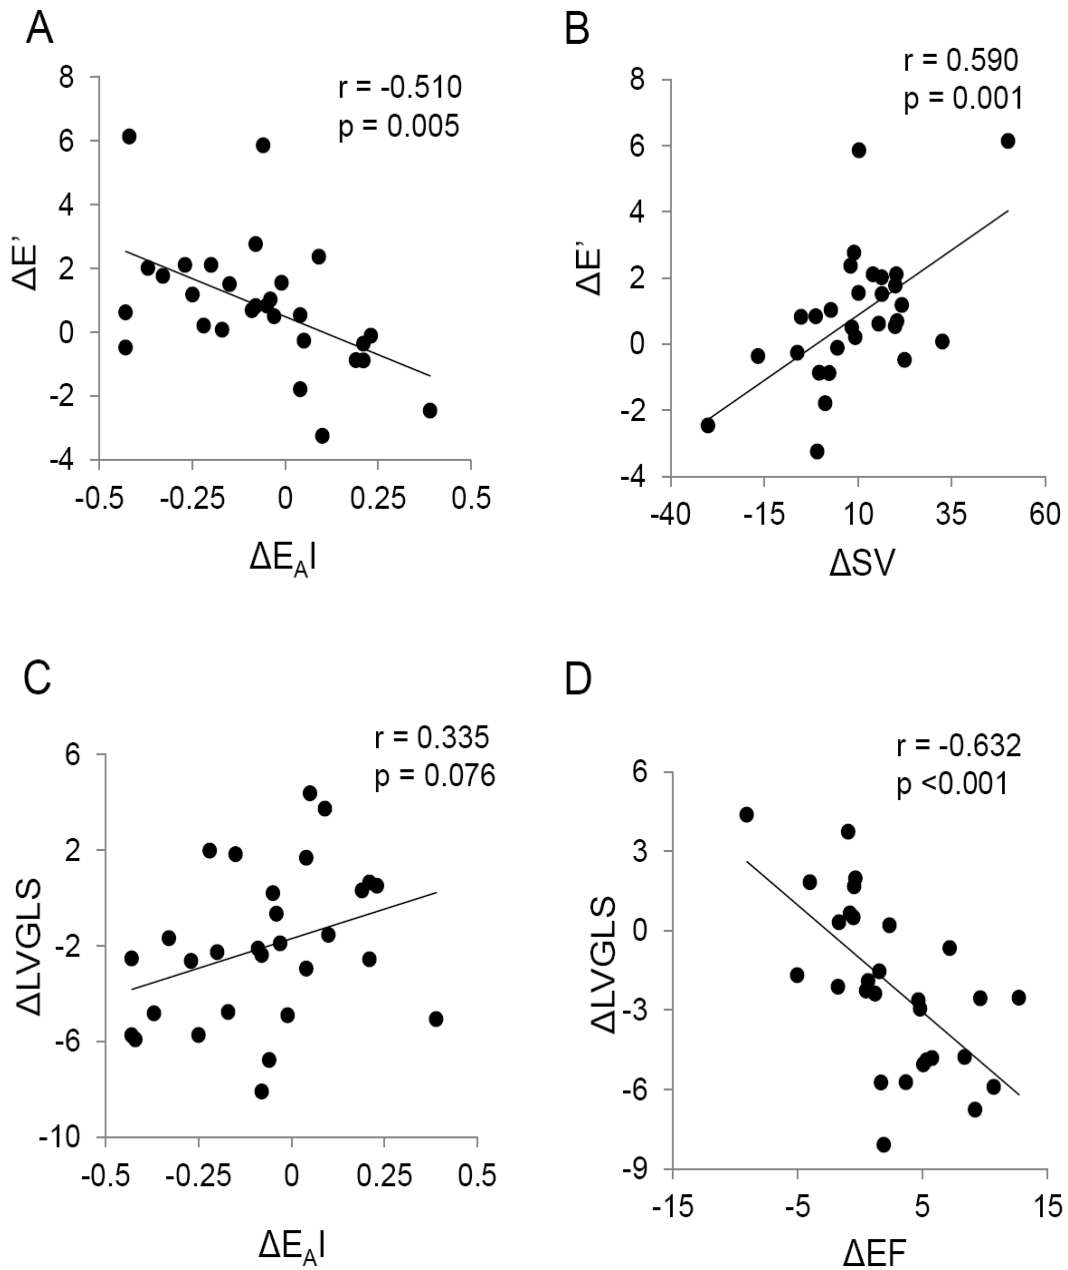 A
r = -0.510
p = 0.005
8
6
4
2
0
-2
-4
ΔE’
-0.5 -0.25 0 0.25 0.5
ΔEAI
B
r = 0.590
p = 0.001
8
6
4
2
0
-2
-4
ΔE’
-40 -15 10 35 60
ΔSV
C
r = 0.335
p = 0.076
6
2
-2
-6
-10
ΔLVGLS
-0.5 -0.25 0 0.25 0.5
ΔEAI
D
r = -0.632
p <0.001
6
3
0
-3
-6
-9
ΔLVGLS
-15 -5 5 15
ΔEF